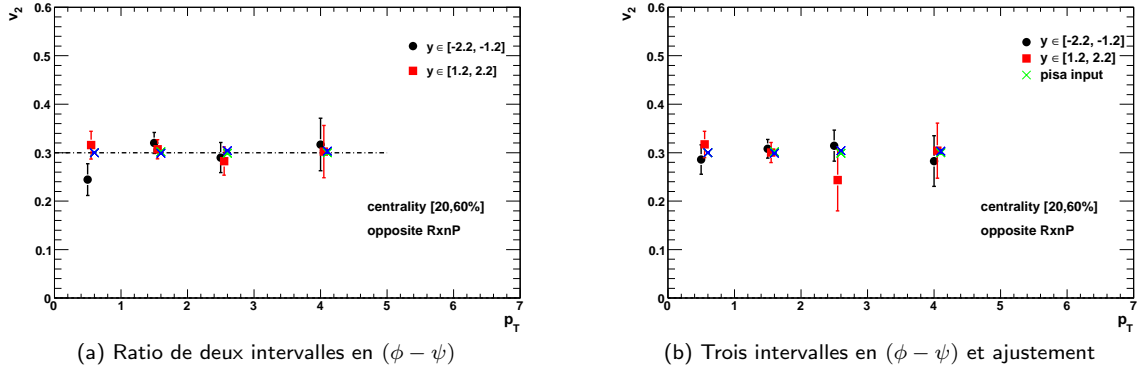 v2
0.6
0.5
0.4
0.3
0.2
0.1
0
0 1 2 3 4 5 6 7
pT
y ∈ [-2.2, -1.2]
y ∈ [1.2, 2.2]
centrality [20,60%]
opposite RxnP
(a) Ratio de deux intervalles en (ϕ − ψ)
v2
0.6
0.5
0.4
0.3
0.2
0.1
0
0 1 2 3 4 5 6 7
pT
y ∈ [-2.2, -1.2]
y ∈ [1.2, 2.2]
pisa input
centrality [20,60%]
opposite RxnP
(b) Trois intervalles en (ϕ − ψ) et ajustement